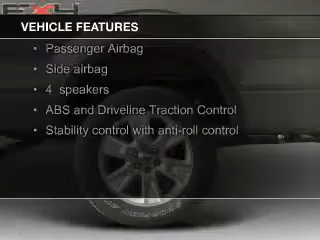 FX4
VEHICLE FEATURES
• Passenger Airbag
• Side airbag
• 4 speakers
• ABS and Driveline Traction Control
• Stability control with anti-roll control